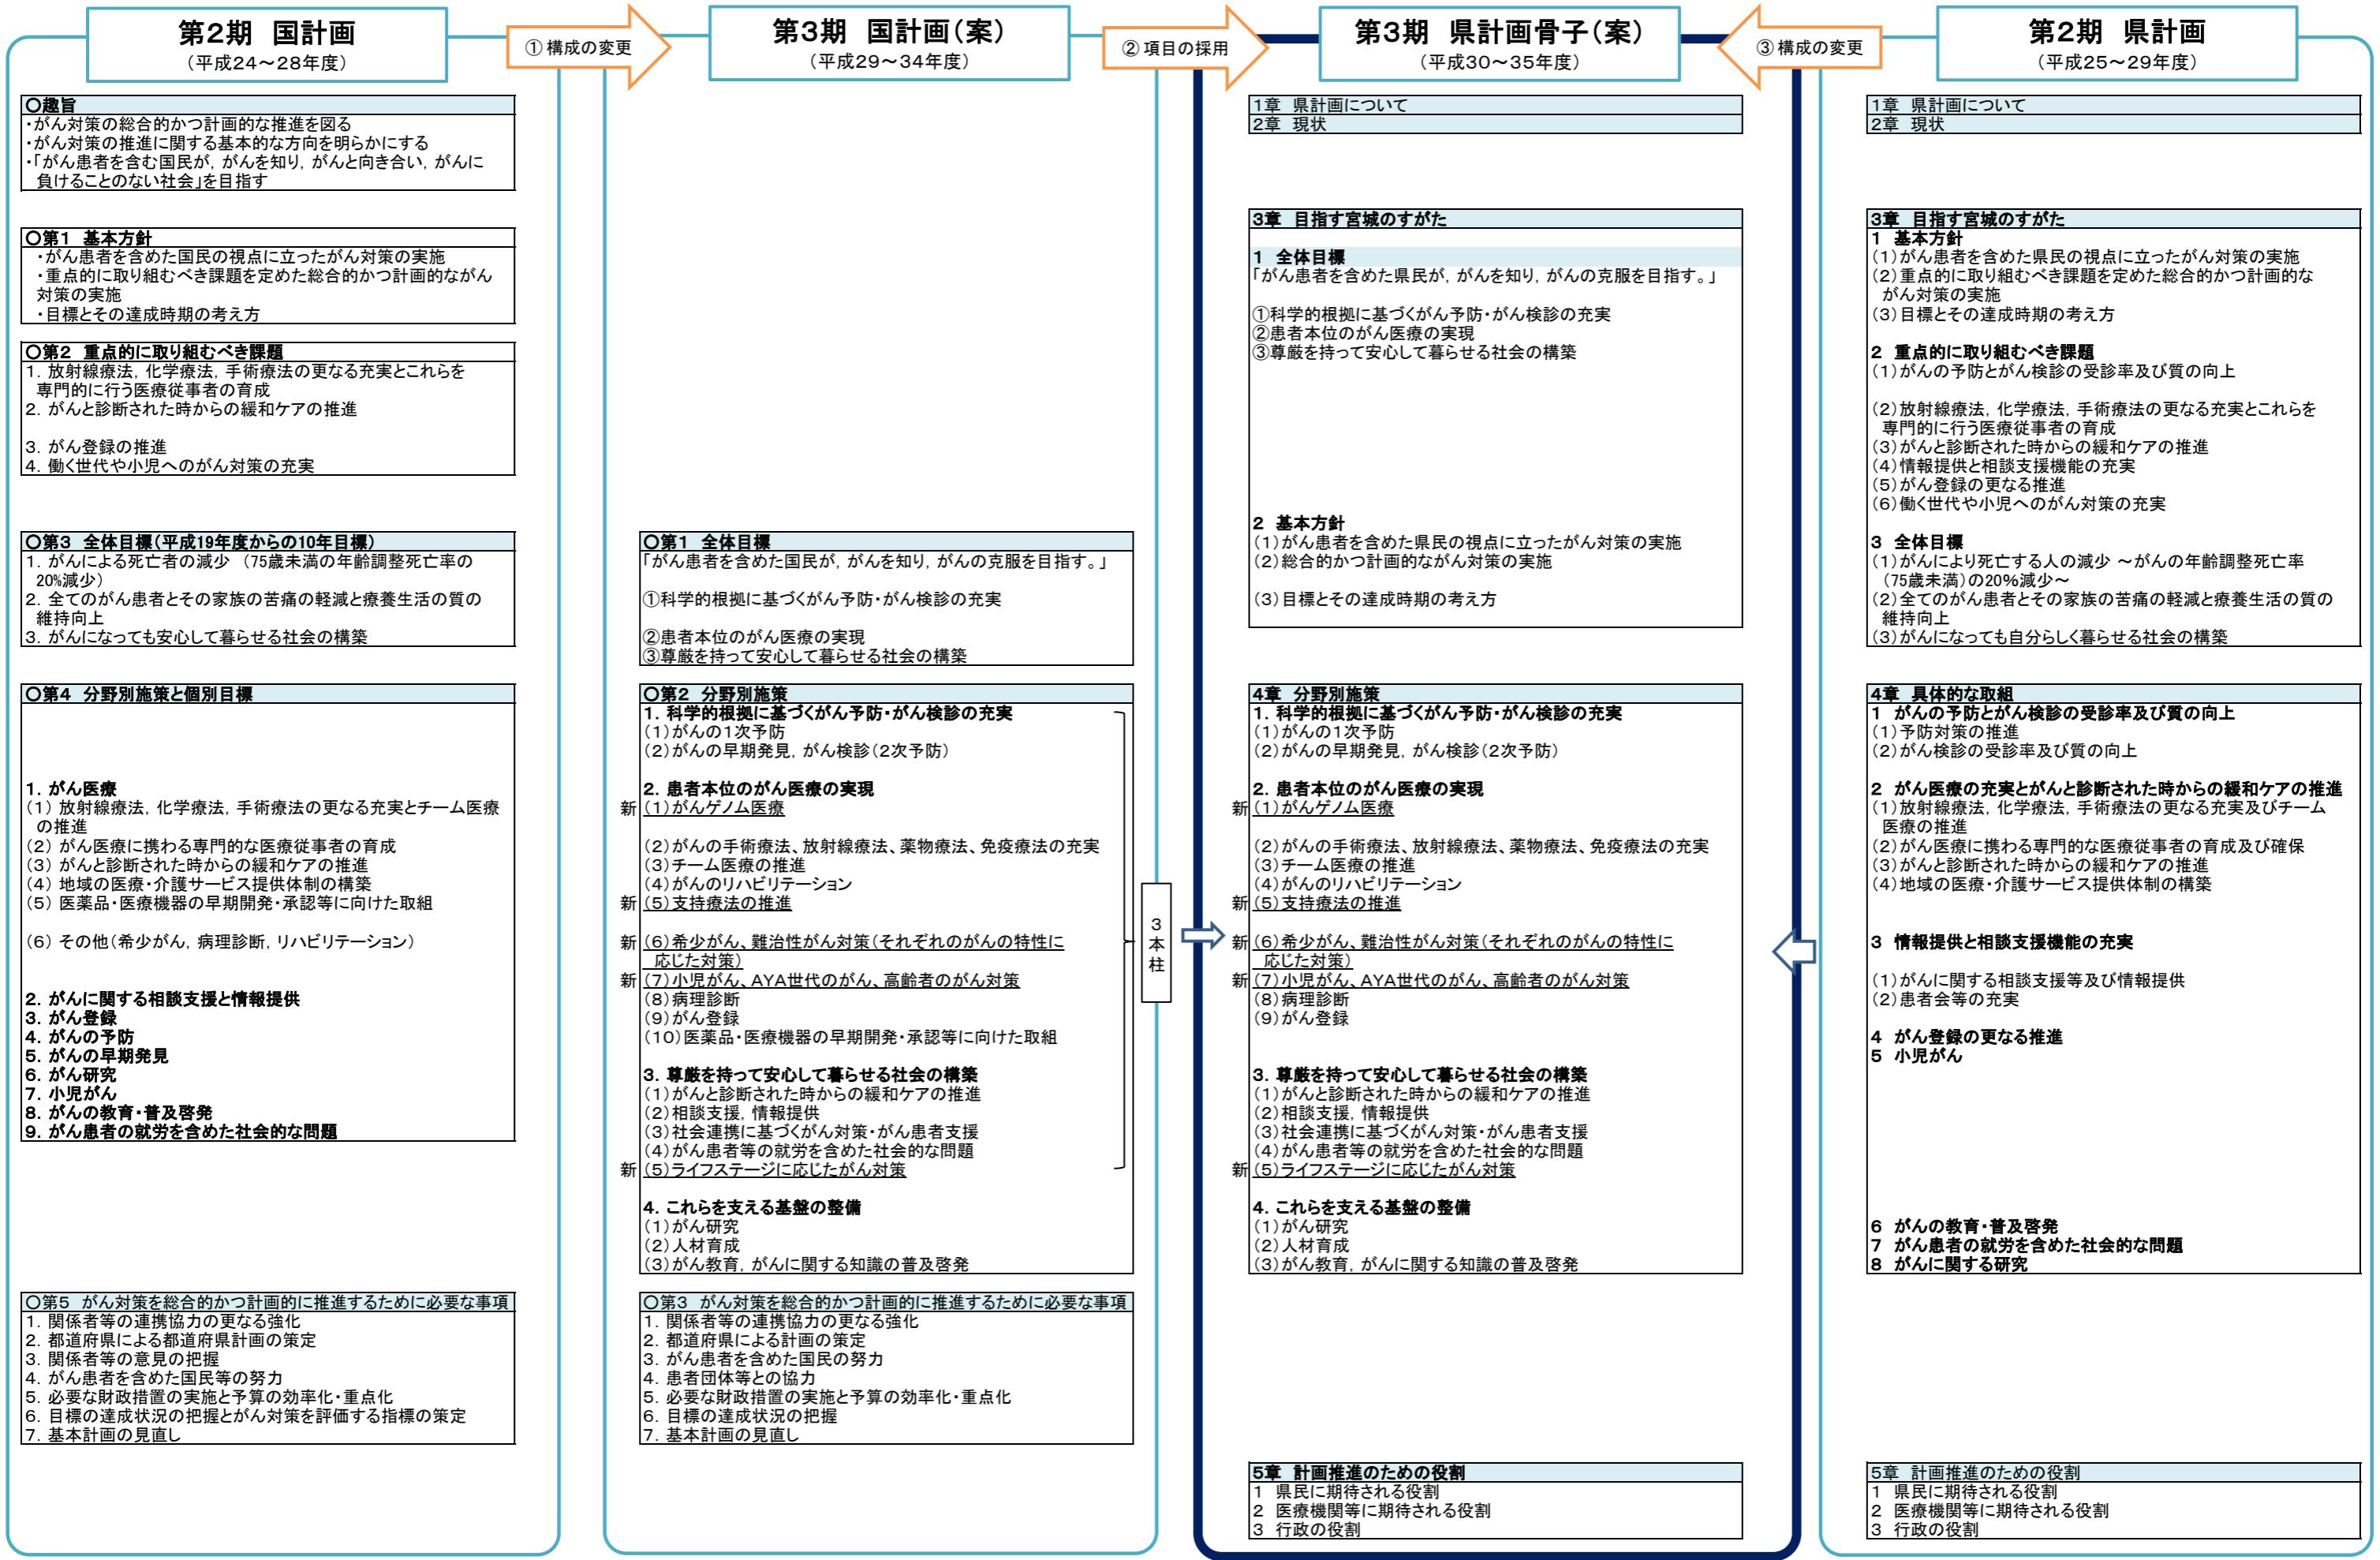 第2期　国計画
（平成24～28年度）
①構成の変更
第3期　国計画(案)
（平成29～34年度）
②項目の採用
第3期　県計画骨子(案)
（平成30～35年度）
③構成の変更
第2期　県計画
（平成25～29年度）
○趣旨
・がん対策の総合的かつ計画的な推進を図る
・がん対策の推進に関する基本的な方向を明らかにする
・「がん患者を含む国民が，がんを知り，がんと向き合い，がんに
負けることのない社会」を目指す
○第1　基本方針
・がん患者を含めた国民の視点に立ったがん対策の実施
・重点的に取り組むべき課題を定めた総合的かつ計画的ながん
対策の実施
・目標とその達成時期の考え方
○第2　重点的に取り組むべき課題
1．放射線療法，化学療法，手術療法の更なる充実とこれらを
専門的に行う医療従事者の育成
2．がんと診断された時からの緩和ケアの推進
3．がん登録の推進
4．働く世代や小児へのがん対策の充実
○第3　全体目標（平成19年度からの10年目標）
1．がんによる死亡者の減少　（75歳未満の年齢調整死亡率の
20%減少）
2．全てのがん患者とその家族の苦痛の軽減と療養生活の質の
維持向上
3．がんになっても安心して暮らせる社会の構築
○第4　分野別施策と個別目標
1．がん医療
（1）放射線療法，化学療法，手術療法の更なる充実とチーム医療
の推進
（2）がん医療に携わる専門的な医療従事者の育成
（3）がんと診断された時からの緩和ケアの推進
（4）地域の医療・介護サービス提供体制の構築
（5）医薬品・医療機器の早期開発・承認等に向けた取組
（6）その他（希少がん，病理診断，リハビリテーション）
2．がんに関する相談支援と情報提供
3．がん登録
4．がんの予防
5．がんの早期発見
6．がん研究
7．小児がん
8．がんの教育・普及啓発
9．がん患者の就労を含めた社会的な問題
○第5　がん対策を総合的かつ計画的に推進するために必要な事項
1．関係者等の連携協力の更なる強化
2．都道府県による都道府県計画の策定
3．関係者等の意見の把握
4．がん患者を含めた国民等の努力
5．必要な財政措置の実施と予算の効率化・重点化
6．目標の達成状況の把握とがん対策を評価する指標の策定
7．基本計画の見直し
○第1　全体目標
「がん患者を含めた国民が，がんを知り，がんの克服を目指す。」
①科学的根拠に基づくがん予防・がん検診の充実
②患者本位のがん医療の実現
③尊厳を持って安心して暮らせる社会の構築
○第2　分野別施策
1．科学的根拠に基づくがん予防・がん検診の充実
（1）がんの1次予防
（2）がんの早期発見，がん検診（2次予防）
2．患者本位のがん医療の実現
新（1）がんゲノム医療
（2）がんの手術療法、放射線療法、薬物療法、免疫療法の充実
（3）チーム医療の推進
（4）がんのリハビリテーション
新（5）支持療法の推進
新（6）希少がん、難治性がん対策（それぞれのがんの特性に
応じた対策）
新（7）小児がん、AYA世代のがん、高齢者のがん対策
（8）病理診断
（9）がん登録
（10）医薬品・医療機器の早期開発・承認等に向けた取組
3．尊厳を持って安心して暮らせる社会の構築
（1）がんと診断された時からの緩和ケアの推進
（2）相談支援，情報提供
（3）社会連携に基づくがん対策・がん患者支援
（4）がん患者等の就労を含めた社会的な問題
新（5）ライフステージに応じたがん対策
4．これらを支える基盤の整備
（1）がん研究
（2）人材育成
（3）がん教育，がんに関する知識の普及啓発
3本柱
○第3　がん対策を総合的かつ計画的に推進するために必要な事項
1．関係者等の連携協力の更なる強化
2．都道府県による計画の策定
3．がん患者を含めた国民の努力
4．患者団体等との協力
5．必要な財政措置の実施と予算の効率化・重点化
6．目標の達成状況の把握
7．基本計画の見直し
1章　県計画について
2章　現状
3章　目指す宮城のすがた
1　全体目標
「がん患者を含めた県民が，がんを知り，がんの克服を目指す。」
①科学的根拠に基づくがん予防・がん検診の充実
②患者本位のがん医療の実現
③尊厳を持って安心して暮らせる社会の構築
2　基本方針
（1）がん患者を含めた県民の視点に立ったがん対策の実施
（2）総合的かつ計画的ながん対策の実施
（3）目標とその達成時期の考え方
4章　分野別施策
1．科学的根拠に基づくがん予防・がん検診の充実
（1）がんの1次予防
（2）がんの早期発見，がん検診（2次予防）
2．患者本位のがん医療の実現
新（1）がんゲノム医療
（2）がんの手術療法、放射線療法、薬物療法、免疫療法の充実
（3）チーム医療の推進
（4）がんのリハビリテーション
新（5）支持療法の推進
新（6）希少がん、難治性がん対策（それぞれのがんの特性に
応じた対策）
新（7）小児がん、AYA世代のがん、高齢者のがん対策
（8）病理診断
（9）がん登録
3．尊厳を持って安心して暮らせる社会の構築
（1）がんと診断された時からの緩和ケアの推進
（2）相談支援，情報提供
（3）社会連携に基づくがん対策・がん患者支援
（4）がん患者等の就労を含めた社会的な問題
新（5）ライフステージに応じたがん対策
4．これらを支える基盤の整備
（1）がん研究
（2）人材育成
（3）がん教育，がんに関する知識の普及啓発
5章　計画推進のための役割
1　県民に期待される役割
2　医療機関等に期待される役割
3　行政の役割
1章　県計画について
2章　現状
3章　目指す宮城のすがた
1　基本方針
（1）がん患者を含めた県民の視点に立ったがん対策の実施
（2）重点的に取り組むべき課題を定めた総合的かつ計画的な
がん対策の実施
（3）目標とその達成時期の考え方
2　重点的に取り組むべき課題
（1）がんの予防とがん検診の受診率及び質の向上
（2）放射線療法，化学療法，手術療法の更なる充実とこれらを
専門的に行う医療従事者の育成
（3）がんと診断された時からの緩和ケアの推進
（4）情報提供と相談支援機能の充実
（5）がん登録の更なる推進
（6）働く世代や小児へのがん対策の充実
3　全体目標
（1）がんにより死亡する人の減少 ～がんの年齢調整死亡率
（75歳未満）の20%減少～
（2）全てのがん患者とその家族の苦痛の軽減と療養生活の質の
維持向上
（3）がんになっても自分らしく暮らせる社会の構築
4章　具体的な取組
1　がんの予防とがん検診の受診率及び質の向上
（1）予防対策の推進
（2）がん検診の受診率及び質の向上
2　がん医療の充実とがんと診断された時からの緩和ケアの推進
（1）放射線療法，化学療法，手術療法の更なる充実及びチーム
医療の推進
（2）がん医療に携わる専門的な医療従事者の育成及び確保
（3）がんと診断された時からの緩和ケアの推進
（4）地域の医療・介護サービス提供体制の構築
3　情報提供と相談支援機能の充実
（1）がんに関する相談支援等及び情報提供
（2）患者会等の充実
4　がん登録の更なる推進
5　小児がん
6　がんの教育・普及啓発
7　がん患者の就労を含めた社会的な問題
8　がんに関する研究
5章　計画推進のための役割
1　県民に期待される役割
2　医療機関等に期待される役割
3　行政の役割